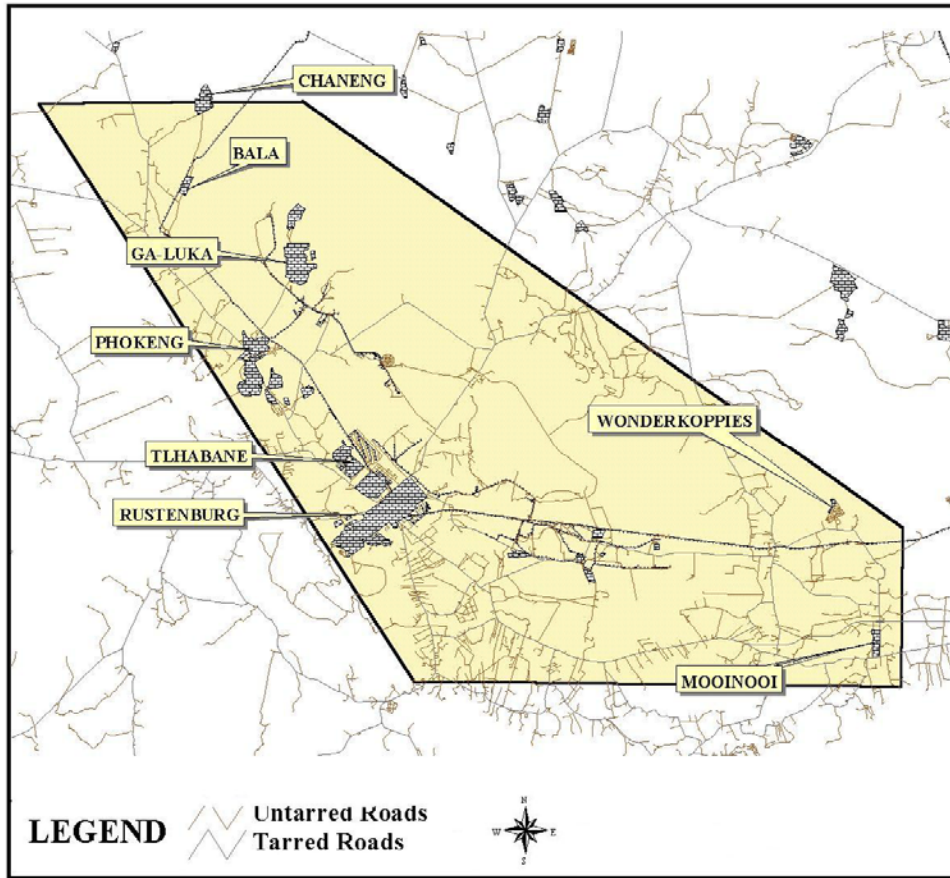 CHANENG
BALA
GA-LUKA
PHOKENG
WONDERKOPPIES
TLHABANE
RUSTENBURG
MOOINOOI
LEGEND
Untarred Roads
Tarred Roads
N
W E
S